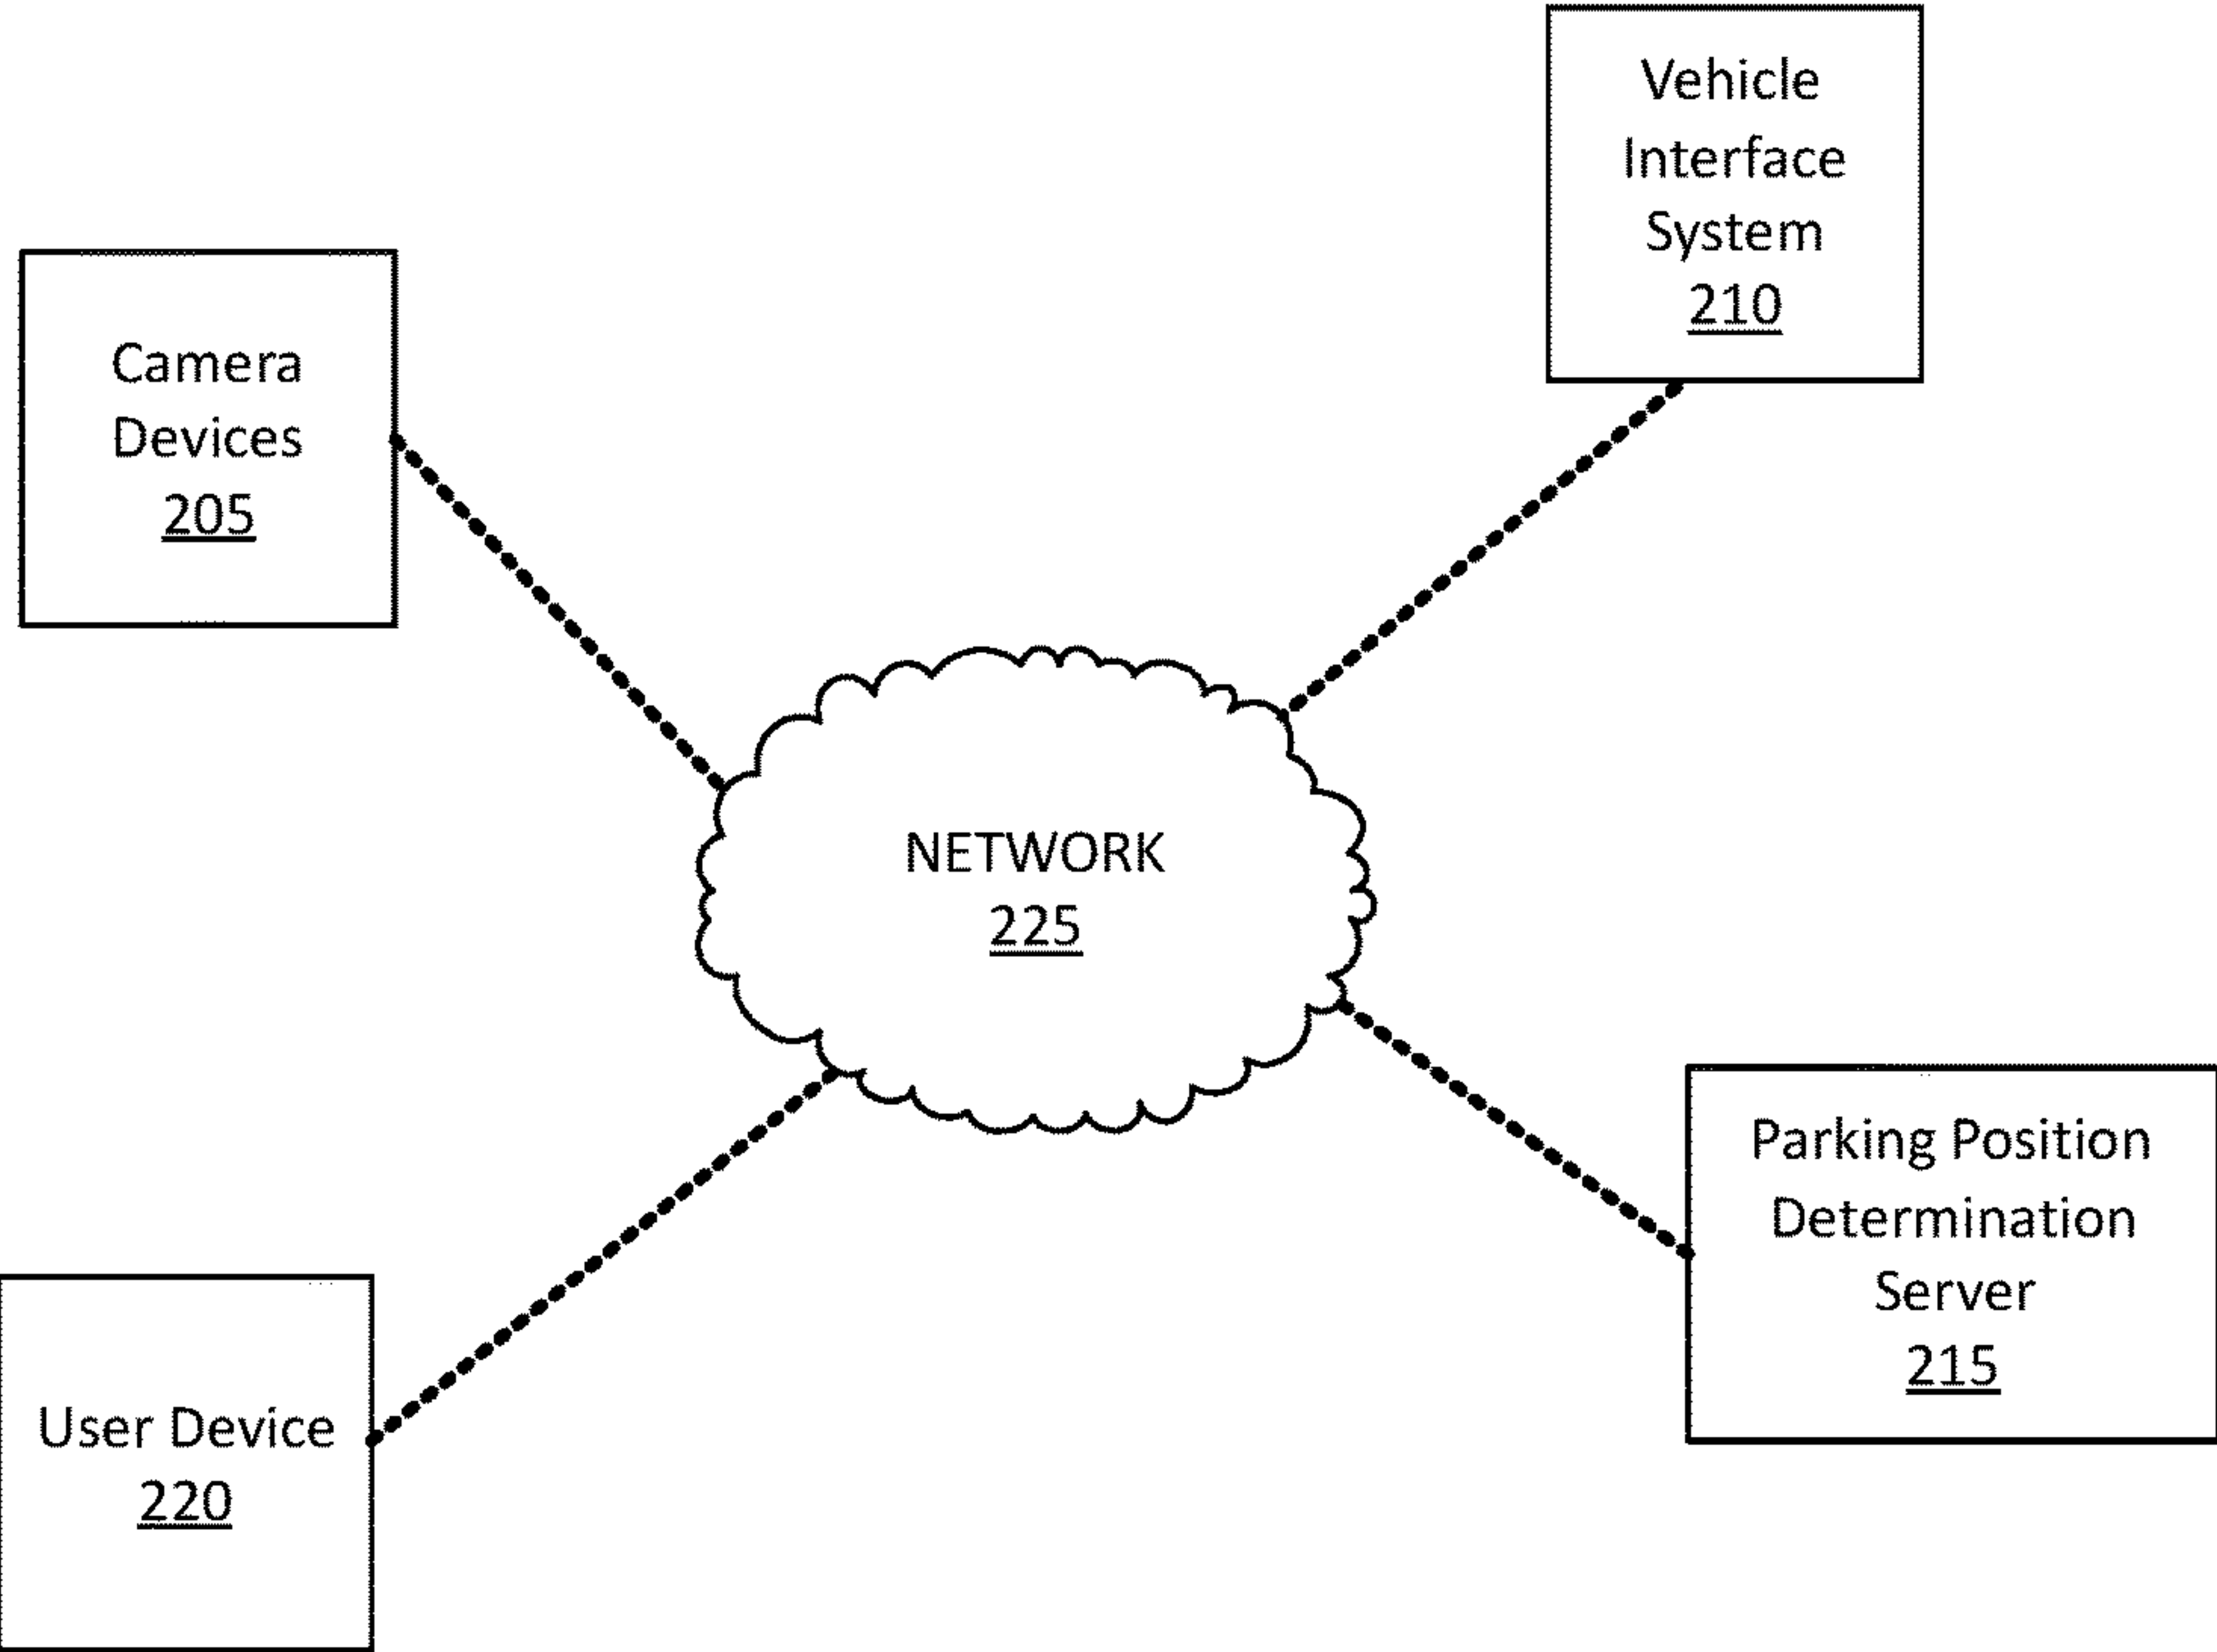 Vehicle
Interface
System
210
Camera
Devices
205
NETWORK
225
Parking Position
Determination
Server
215
User Device
220